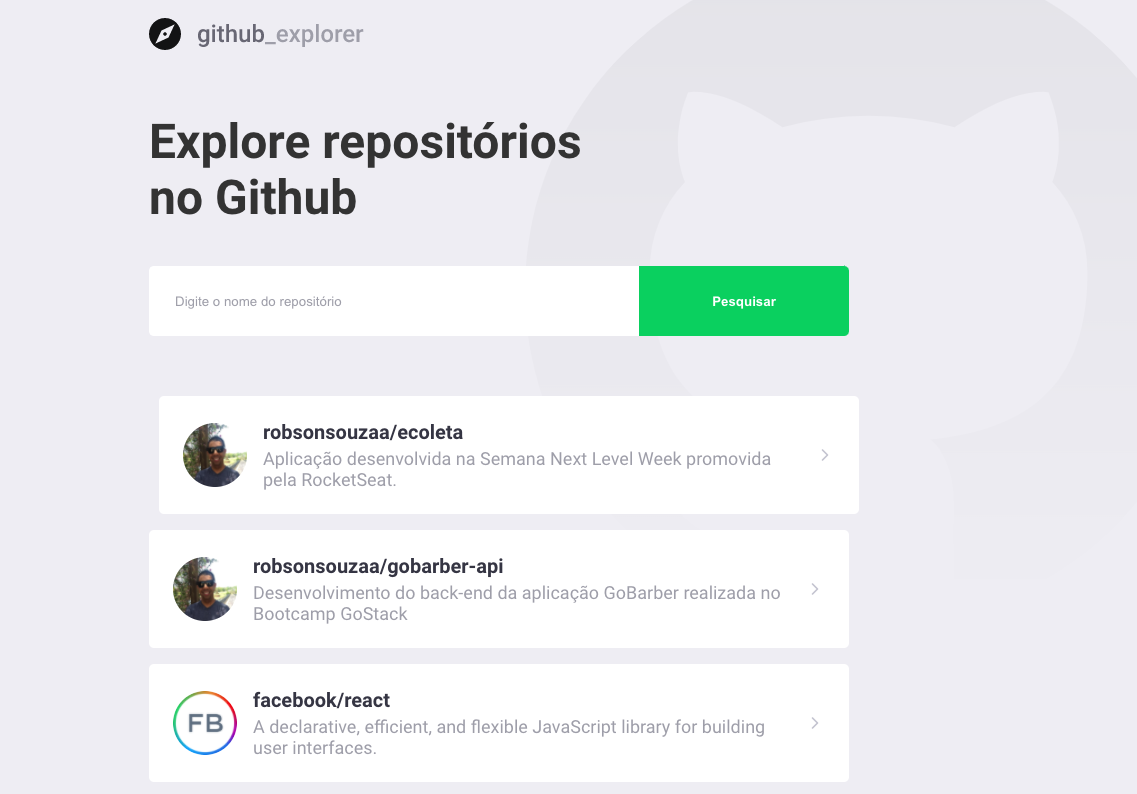 github_explorer
Explore repositórios
no Github
Digite o nome do repositório
Pesquisar
robsonsouzaa/ecoleta
Aplicação desenvolvida na Semana Next Level Week promovida
pela RocketSeat.
robsonsouzaa/gobarber-api
Desenvolvimento do back-end da aplicação GoBarber realizada no
Bootcamp GoStack
FB
facebook/react
A declarative, efficient, and flexible JavaScript library for building
user interfaces.